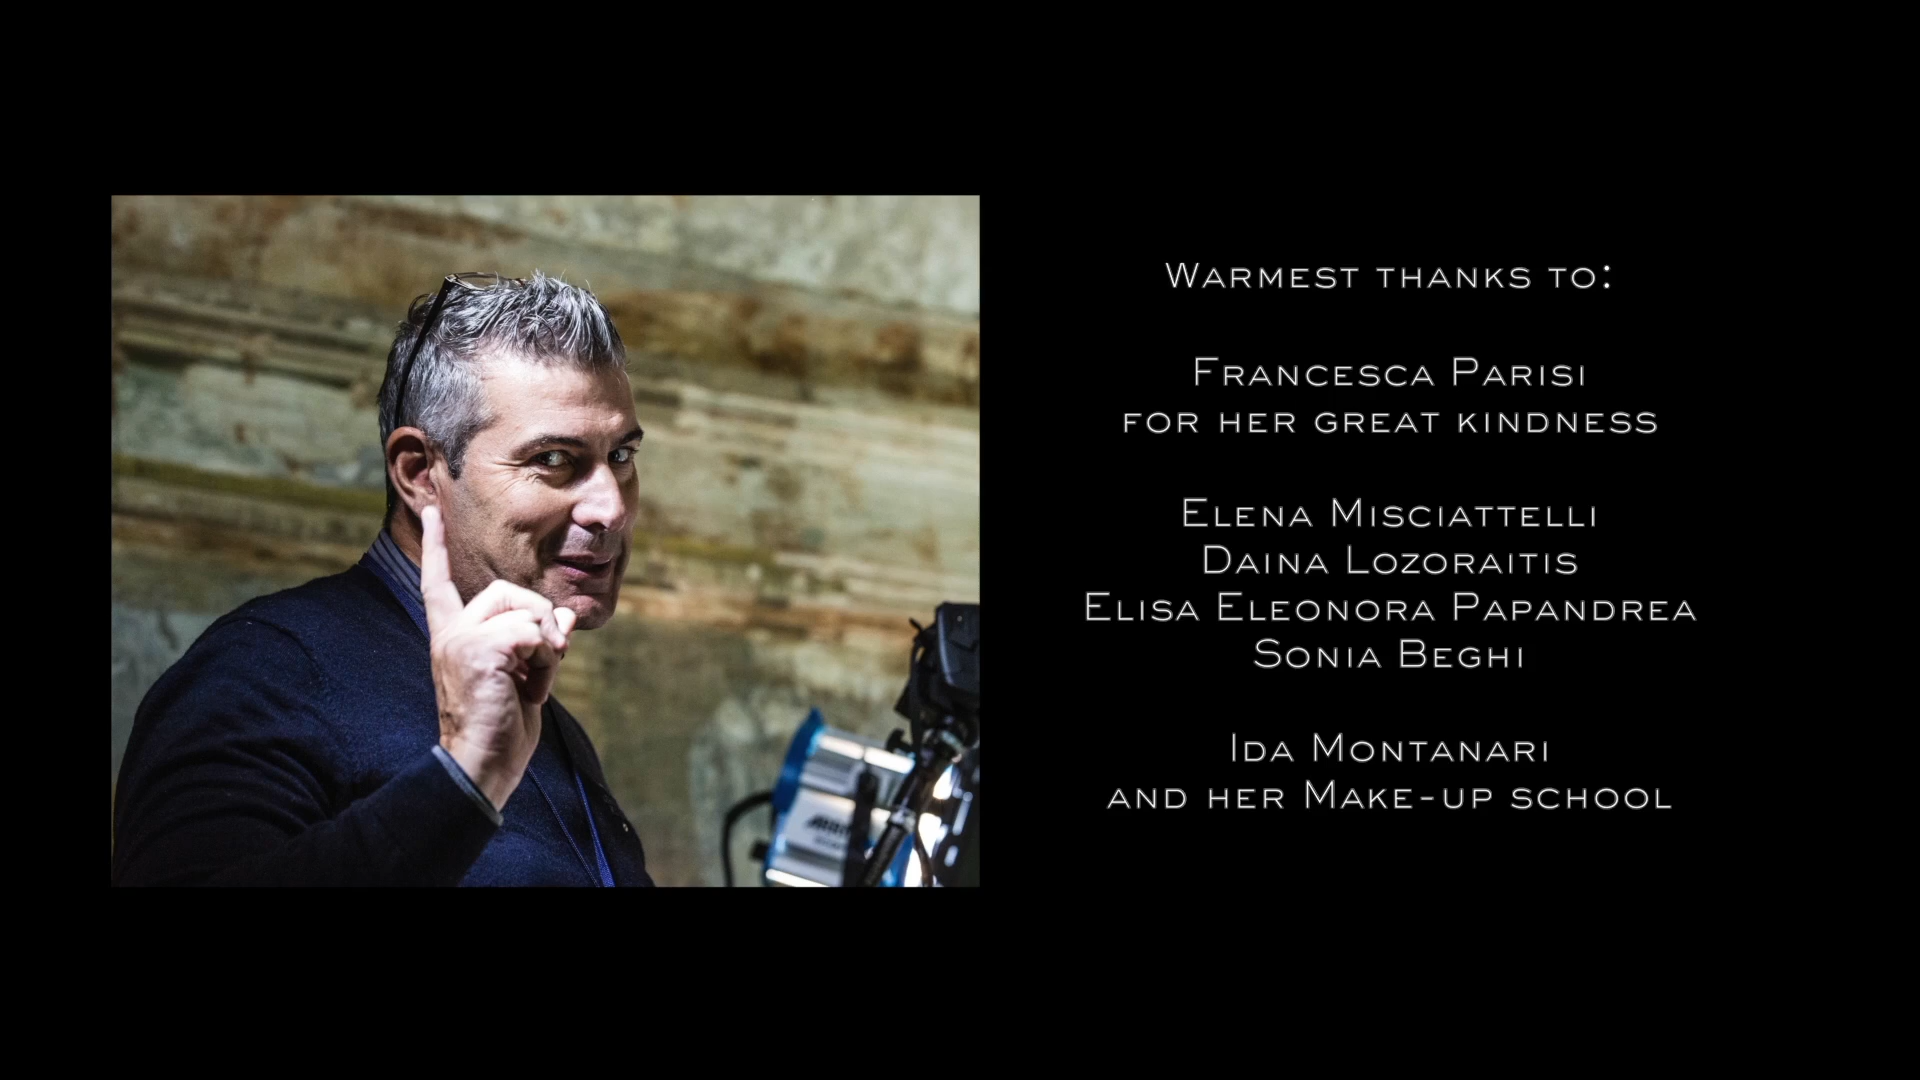 Warmest thanks to:
Francesca Parisi
for her great kindness
Elena Misciattelli
Daina Lozoraitis
Elisa Eleonora Papandrea
Sonia Beghi
Ida Montanari
and her Make-up school